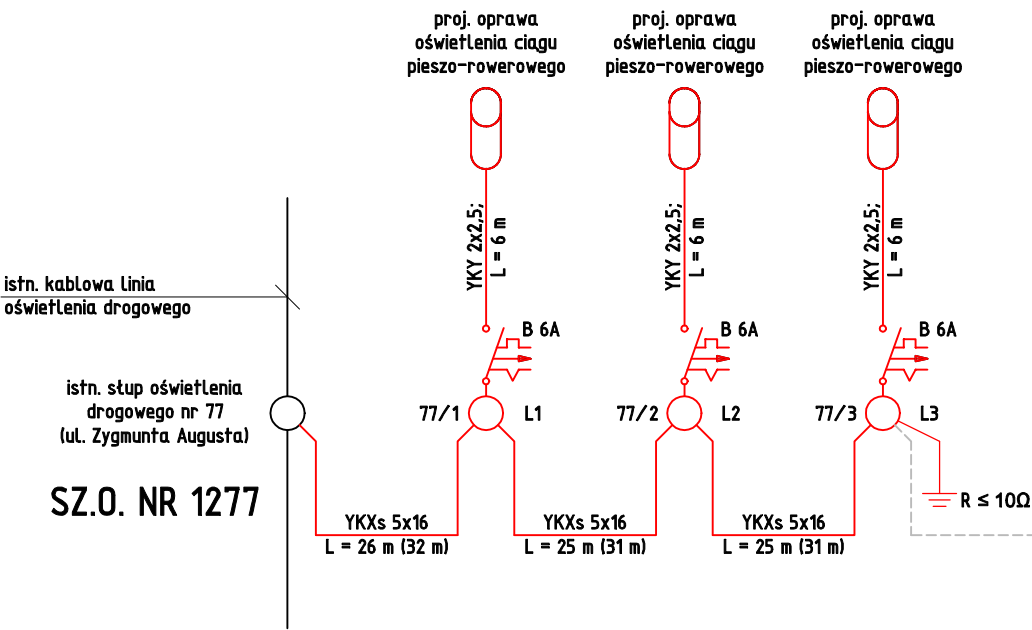 proj. oprawa
oświetlenia ciągu
pieszo-rowerowego
proj. oprawa
oświetlenia ciągu
pieszo-rowerowego
proj. oprawa
oświetlenia ciągu
pieszo-rowerowego
YKY 2x2,5;
L = 6 m
YKY 2x2,5;
L = 6 m
YKY 2x2,5;
L = 6 m
istn. kablowa linia
oświetlenia drogowego
B 6A
B 6A
B 6A
istn. słup oświetlenia
drogowego nr 77
(ul. Zygmunta Augusta)
77/1
L1
77/2
L2
77/3
L3
SZ.O. NR 1277
R ≤ 10Ω
YKXs 5x16
L = 26 m (32 m)
YKXs 5x16
L = 25 m (31 m)
YKXs 5x16
L = 25 m (31 m)